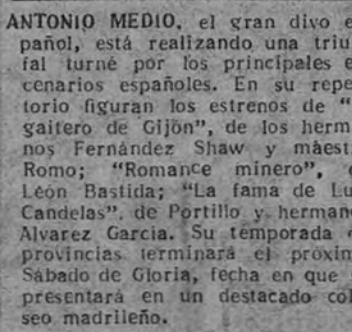 ANTONIO MEDIO, el gran divo e
pañol, está realizando una triu
fal turné por los principales e
cenarios españoles. En su repe
torio figuran los estrenos de "
gaitero de Gijón", de los herm
nos Fernández Shaw y maest
Romo; "Romance minero",
León Bastida; "La fama de Lu
Candelas", de Portillo y herman
Alvarez García. Su temporada
provincias terminará el próxim
Sábado de Gloria, fecha en que
presentará en un destacado col
seo madrileño.